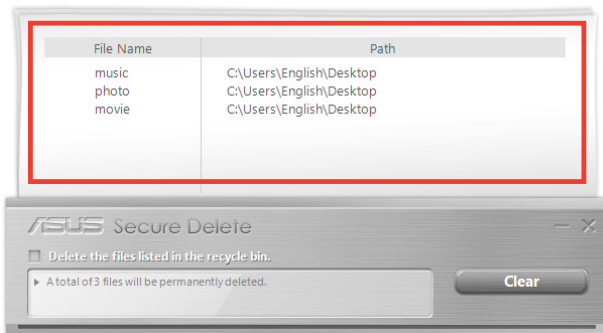 File Name Path
music C:\Users\English\Desktop
photo C:\Users\English\Desktop
movie C:\Users\English\Desktop
ASUS Secure Delete
Delete the files listed in the recycle bin.
A total of 3 files will be permanently deleted.
Clear